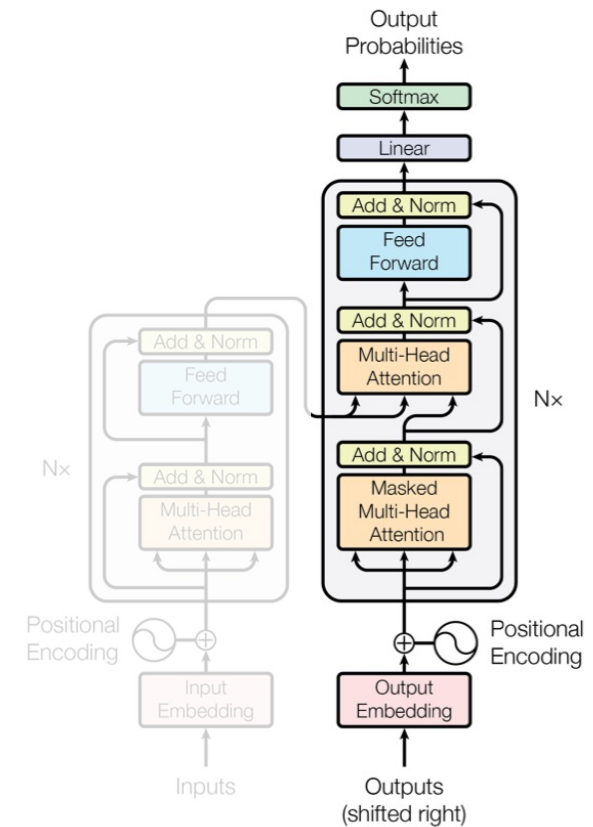 Output
Probabilities
Softmax
Linear
Add & Norm
Feed
Forward
Add & Norm
Multi-Head
Attention
N×
Add & Norm
Masked
Multi-Head
Attention
Positional
Encoding
Output
Embedding
Outputs
(shifted right)
Add & Norm
Feed
Forward
N×
Add & Norm
Multi-Head
Attention
Positional
Encoding
Input
Embedding
Inputs